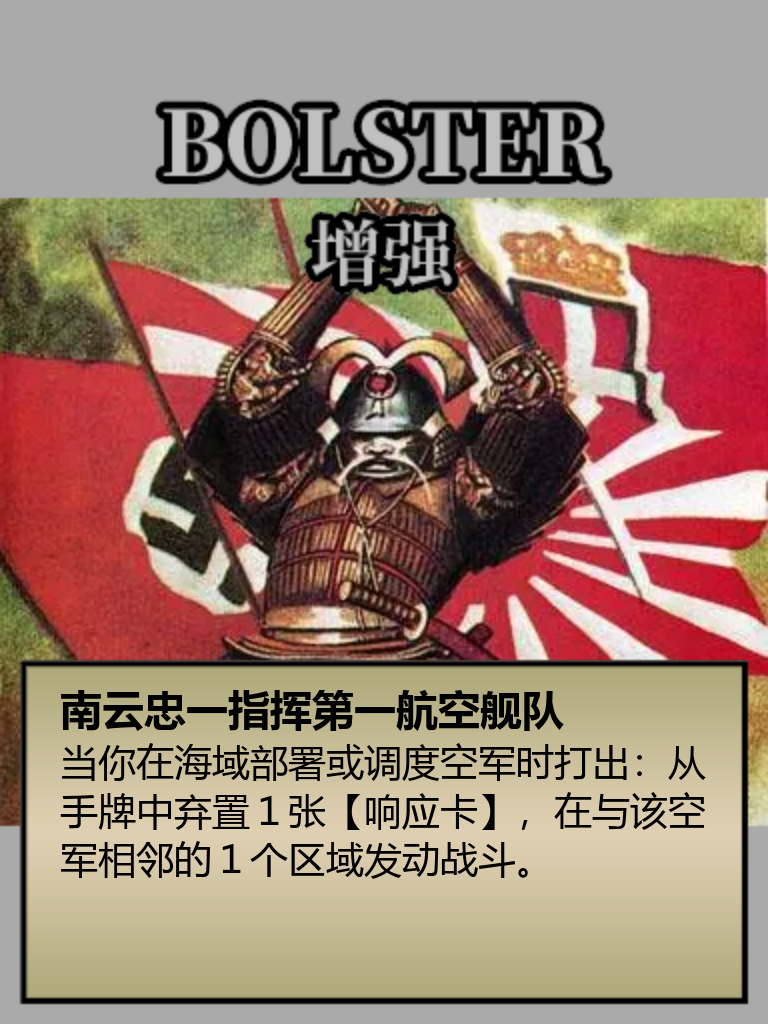 BOLSTER
增强
南云忠一指挥第一航空舰队
当你在海域部署或调度空军时打出：从
手牌中弃置１张【响应卡】，在与该空
军相邻的１个区域发动战斗。